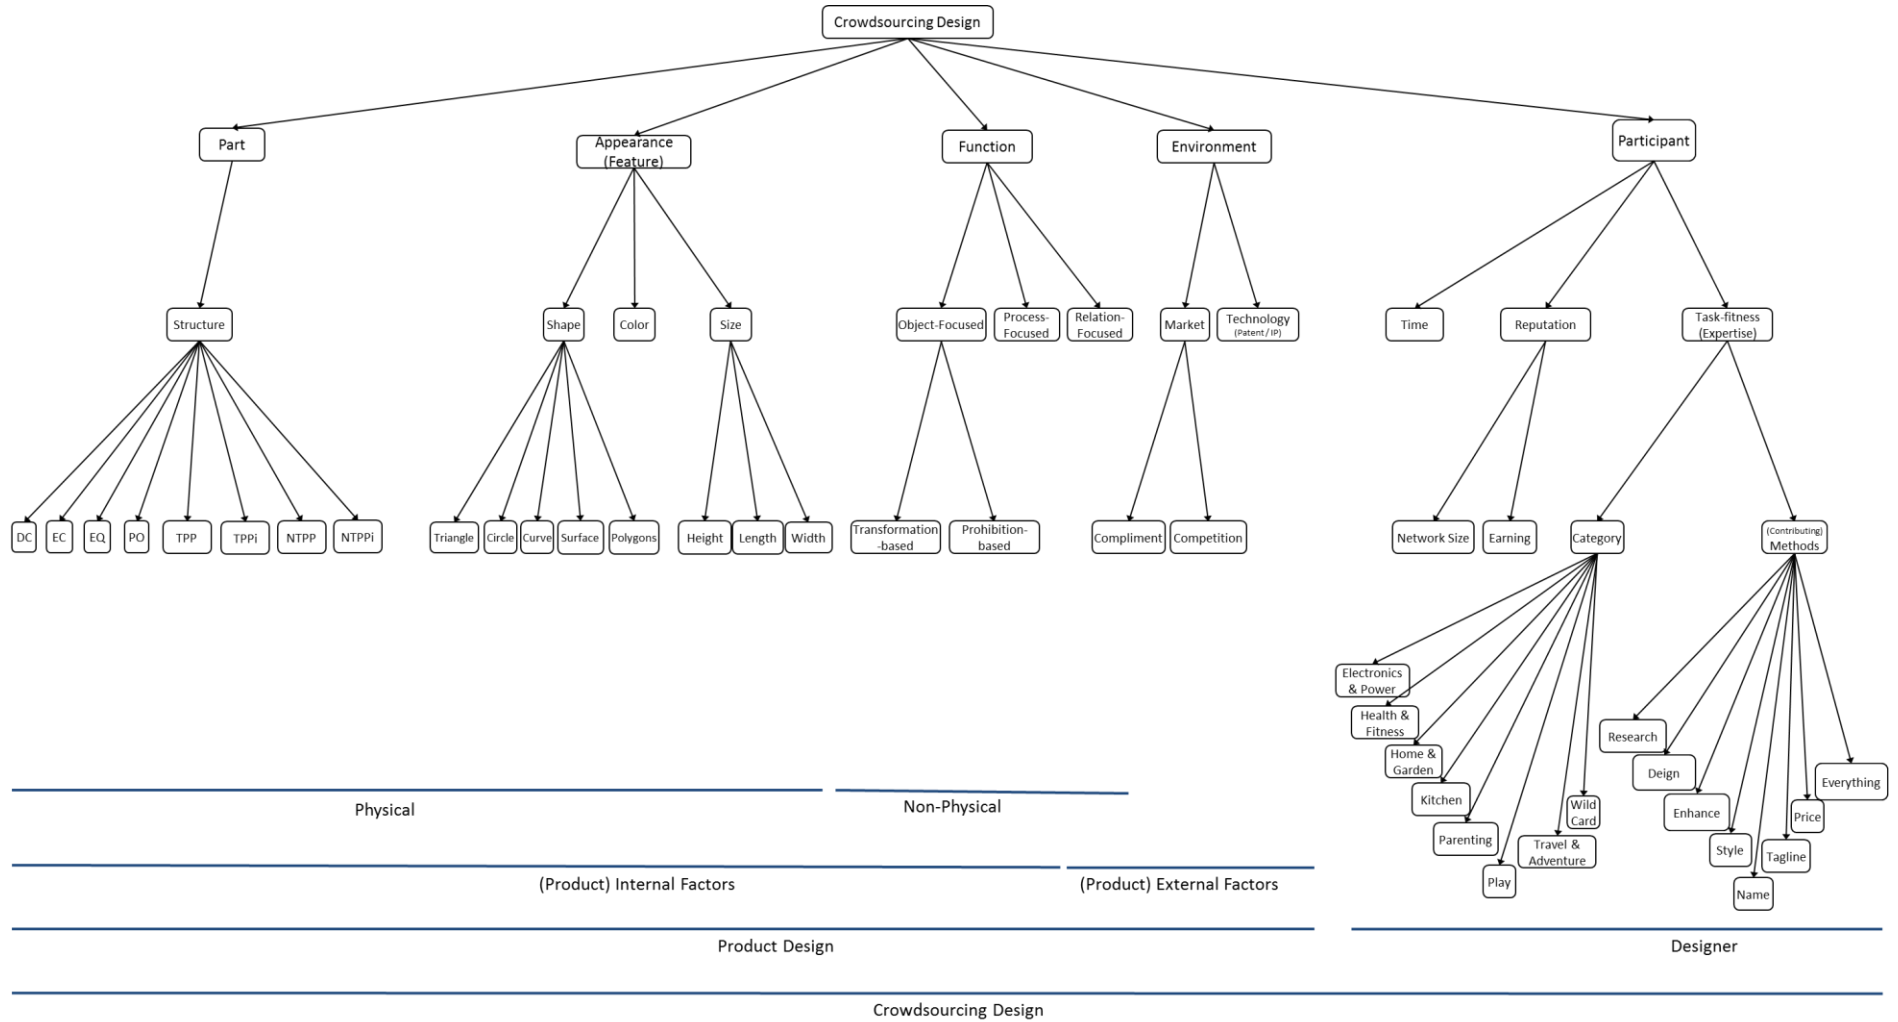 Crowdsourcing Design
Part
Appearance
(Feature)
Function
Environment
Participant
Structure
Shape
Color
Size
Object-Focused
Process-
Focused
Relation-
Focused
Market
Technology
(Patent / IP)
Time
Reputation
Task-fitness
(Expertise)
DC
EC
EQ
PO
TPP
TPPi
NTPP
NTPPi
Triangle
Circle
Curve
Surface
Polygons
Height
Length
Width
Transformation
-based
Prohibition-
based
Compliment
Competition
Network Size
Earning
Category
(Contributing)
Methods
Electronics
& Power
Health &
Fitness
Home &
Garden
Kitchen
Parenting
Play
Travel &
Adventure
Wild
Card
Research
Deign
Enhance
Style
Name
Tagline
Price
Everything
Physical
Non-Physical
(Product) Internal Factors
(Product) External Factors
Product Design
Designer
Crowdsourcing Design